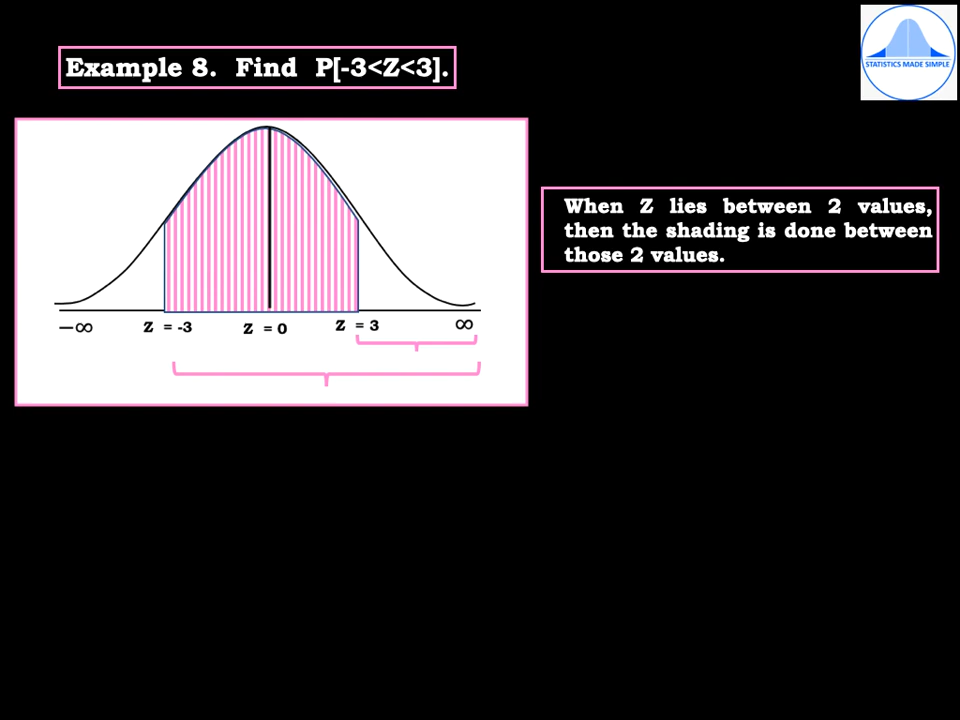 Example 8. Find P[-3<Z<3].
STATISTICS MADE SIMPLE
When Z lies between 2 values,
then the shading is done between
those 2 values.
−∞ Z = -3 Z = 0 Z = 3 ∞